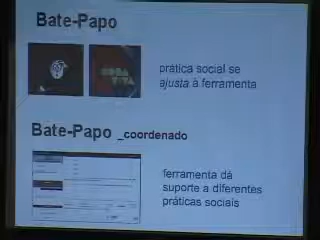 Bate-Papo
prática social se
ajusta à ferramenta
Bate-Papo _coordenado
ferramenta dá
suporte a diferentes
práticas sociais